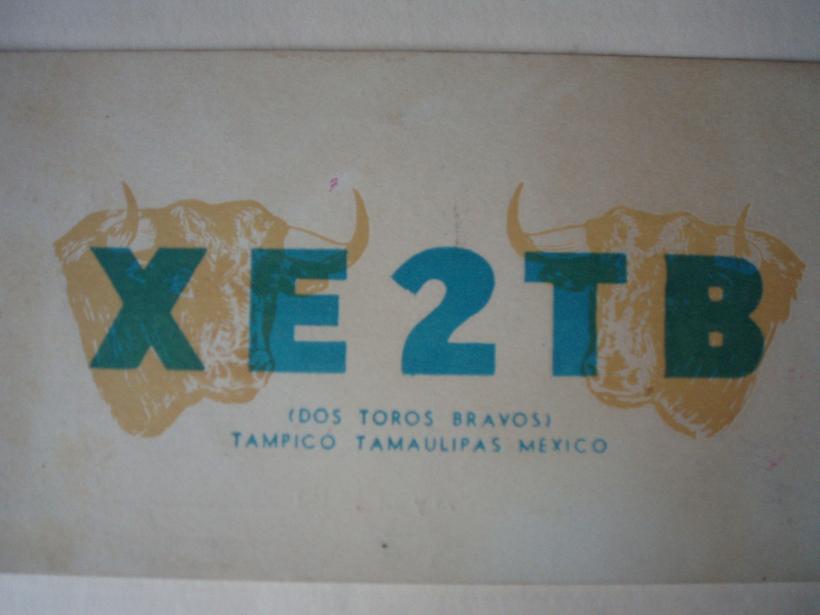 XE2TB
(DOS TOROS BRAVOS)
TAMPICO TAMAULIPAS MEXICO